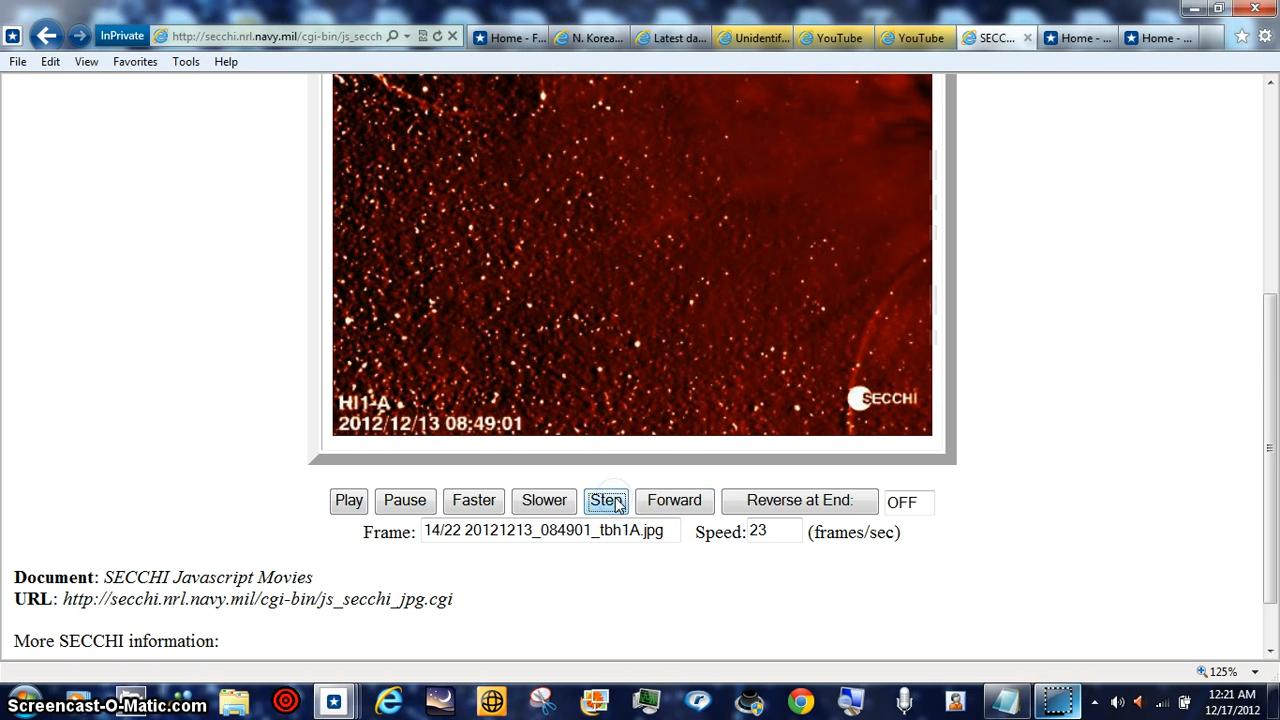 InPrivate http://secchi.nrl.navy.mil/cgi-bin/js_secch Home - F... N. Korea... Latest da... Unidentif... YouTube YouTube SECC... Home - ... Home - ...
File Edit View Favorites Tools Help
HI1-A
2012/12/13 08:49:01
SECCHI
Play Pause Faster Slower Step Forward Reverse at End: OFF
Frame: 14/22 20121213_084901_tbh1A.jpg Speed: 23 (frames/sec)
Document: SECCHI Javascript Movies
URL: http://secchi.nrl.navy.mil/cgi-bin/js_secchi_jpg.cgi
More SECCHI information:
125%
12:21 AM
12/17/2012
Screencast-O-Matic.com